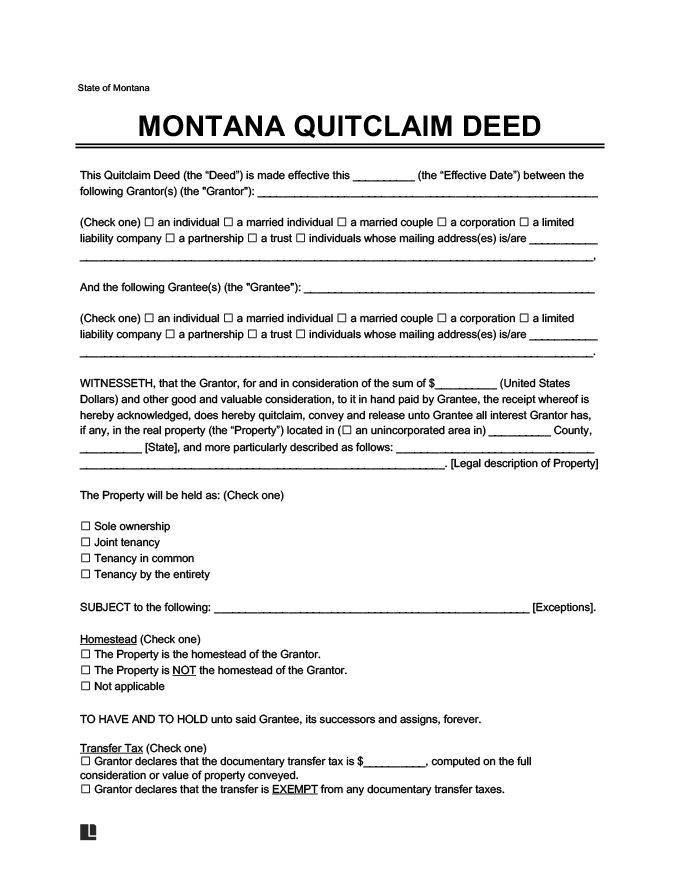 State of Montana
MONTANA QUITCLAIM DEED
This Quitclaim Deed (the “Deed”) is made effective this __________ (the “Effective Date”) between the
following Grantor(s) (the "Grantor"): _______________________________________________________
(Check one) ☐ an individual ☐ a married individual ☐ a married couple ☐ a corporation ☐ a limited
liability company ☐ a partnership ☐ a trust ☐ individuals whose mailing address(es) is/are ___________
___________________________________________________________________________________,
And the following Grantee(s) (the "Grantee"): _______________________________________________
(Check one) ☐ an individual ☐ a married individual ☐ a married couple ☐ a corporation ☐ a limited
liability company ☐ a partnership ☐ a trust ☐ individuals whose mailing address(es) is/are ___________
___________________________________________________________________________________.
WITNESSETH, that the Grantor, for and in consideration of the sum of $__________ (United States
Dollars) and other good and valuable consideration, to it in hand paid by Grantee, the receipt whereof is
hereby acknowledged, does hereby quitclaim, convey and release unto Grantee all interest Grantor has,
if any, in the real property (the “Property”) located in (☐ an unincorporated area in) __________ County,
__________ [State], and more particularly described as follows: ________________________________
___________________________________________________________. [Legal description of Property]
The Property will be held as: (Check one)
☐ Sole ownership
☐ Joint tenancy
☐ Tenancy in common
☐ Tenancy by the entirety
SUBJECT to the following: ___________________________________________________ [Exceptions].
Homestead (Check one)
☐ The Property is the homestead of the Grantor.
☐ The Property is NOT the homestead of the Grantor.
☐ Not applicable
TO HAVE AND TO HOLD unto said Grantee, its successors and assigns, forever.
Transfer Tax (Check one)
☐ Grantor declares that the documentary transfer tax is $__________, computed on the full
consideration or value of property conveyed.
☐ Grantor declares that the transfer is EXEMPT from any documentary transfer taxes.